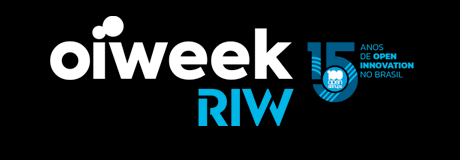 oiweek
RIW
15
ANOS
DE OPEN
INNOVATION
NO BRASIL